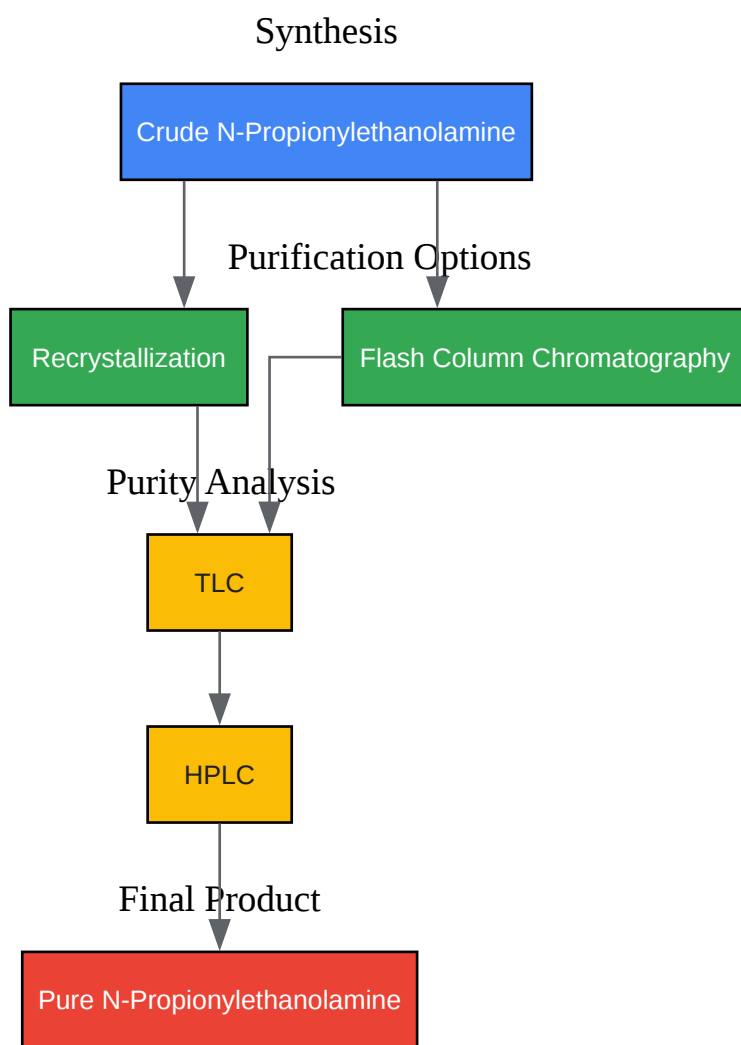 Synthesis
Crude N-Propionylethanolamine
Purification Options
Recrystallization
Flash Column Chromatography
Purity Analysis
TLC
HPLC
Final Product
Pure N-Propionylethanolamine